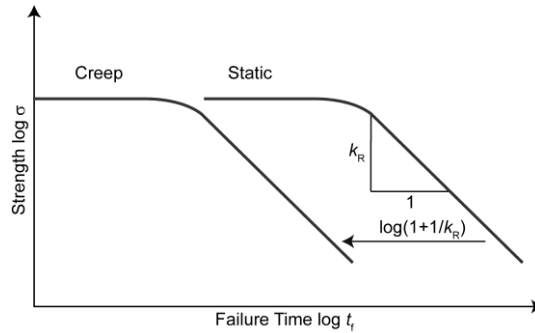 Creep
Static
Strength log σ
k_R
1
log(1+1/k_R)
Failure Time log t_f